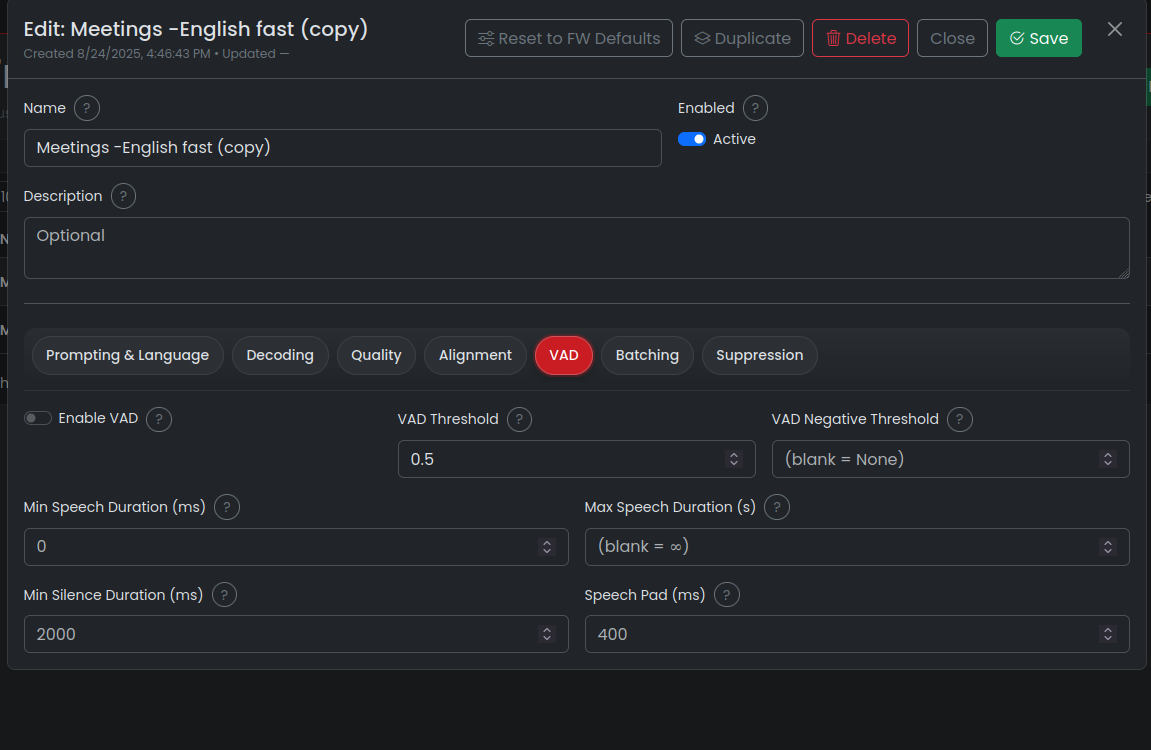 Edit: Meetings -English fast (copy)
Created 8/24/2025, 4:46:43 PM • Updated —
Reset to FW Defaults
Duplicate
Delete
Close
Save
Name ?
Enabled ?
Meetings -English fast (copy)
Active
Description ?
Optional
Prompting & Language
Decoding
Quality
Alignment
VAD
Batching
Suppression
Enable VAD ?
VAD Threshold ?
VAD Negative Threshold ?
0.5
(blank = None)
Min Speech Duration (ms) ?
Max Speech Duration (s) ?
0
(blank = ∞)
Min Silence Duration (ms) ?
Speech Pad (ms) ?
2000
400